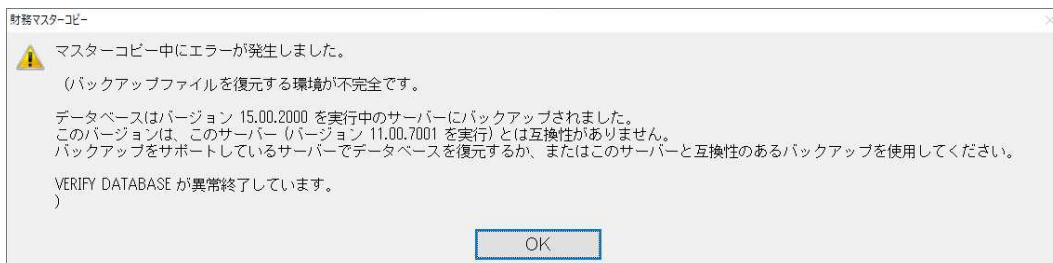 財務マスターコピー
マスターコピー中にエラーが発生しました。
(バックアップファイルを復元する環境が不完全です。
データベースはバージョン 15.00.2000 を実行中のサーバーにバックアップされました。
このバージョンは、このサーバー (バージョン 11.00.7001 を実行) とは互換性がありません。
バックアップをサポートしているサーバーでデータベースを復元するか、またはこのサーバーと互換性のあるバックアップを使用してください。
VERIFY DATABASE が異常終了しています。
)
OK